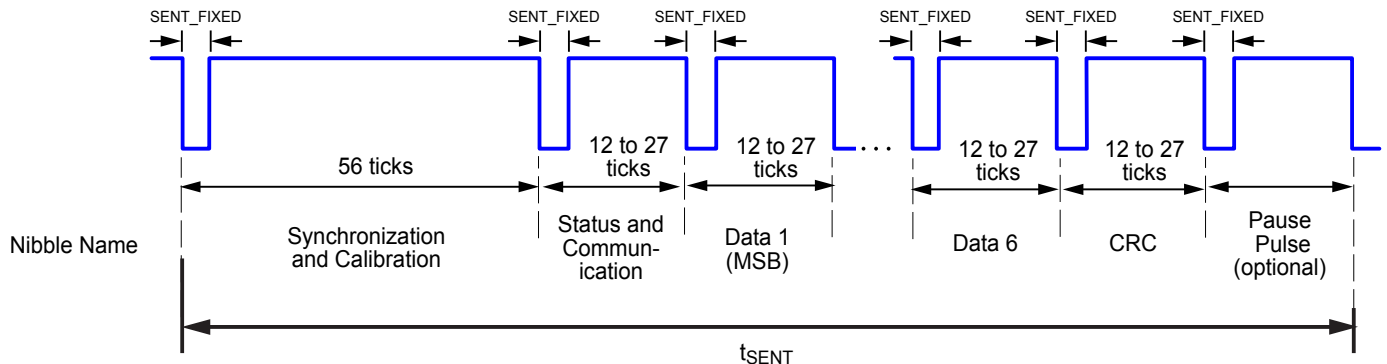 SENT_FIXED SENT_FIXED SENT_FIXED SENT_FIXED SENT_FIXED SENT_FIXED
56 ticks
12 to 27
ticks
12 to 27
ticks
. . .
12 to 27
ticks
12 to 27
ticks
Nibble Name
Synchronization
and Calibration
Status and
Commun-
ication
Data 1
(MSB)
Data 6
CRC
Pause
Pulse
(optional)
tSENT